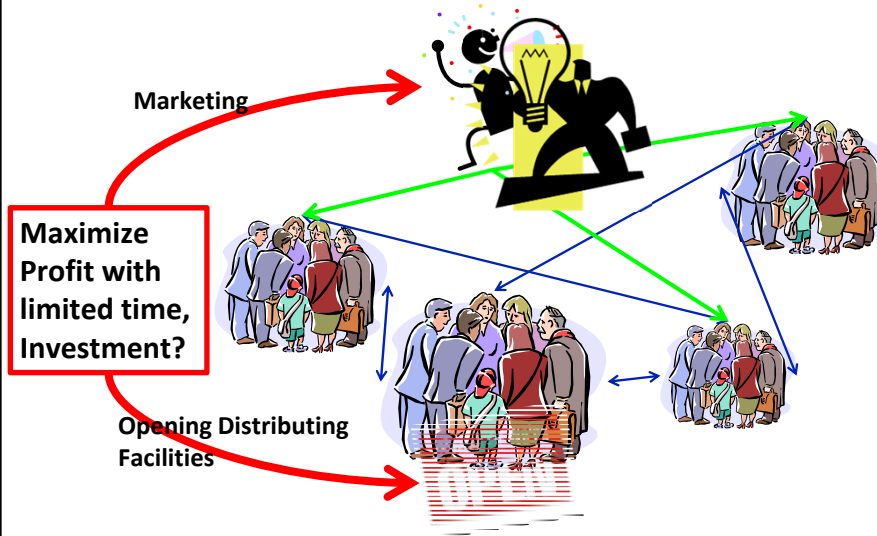 Marketing
Maximize
Profit with
limited time,
Investment?
Opening Distributing
Facilities
OPEN